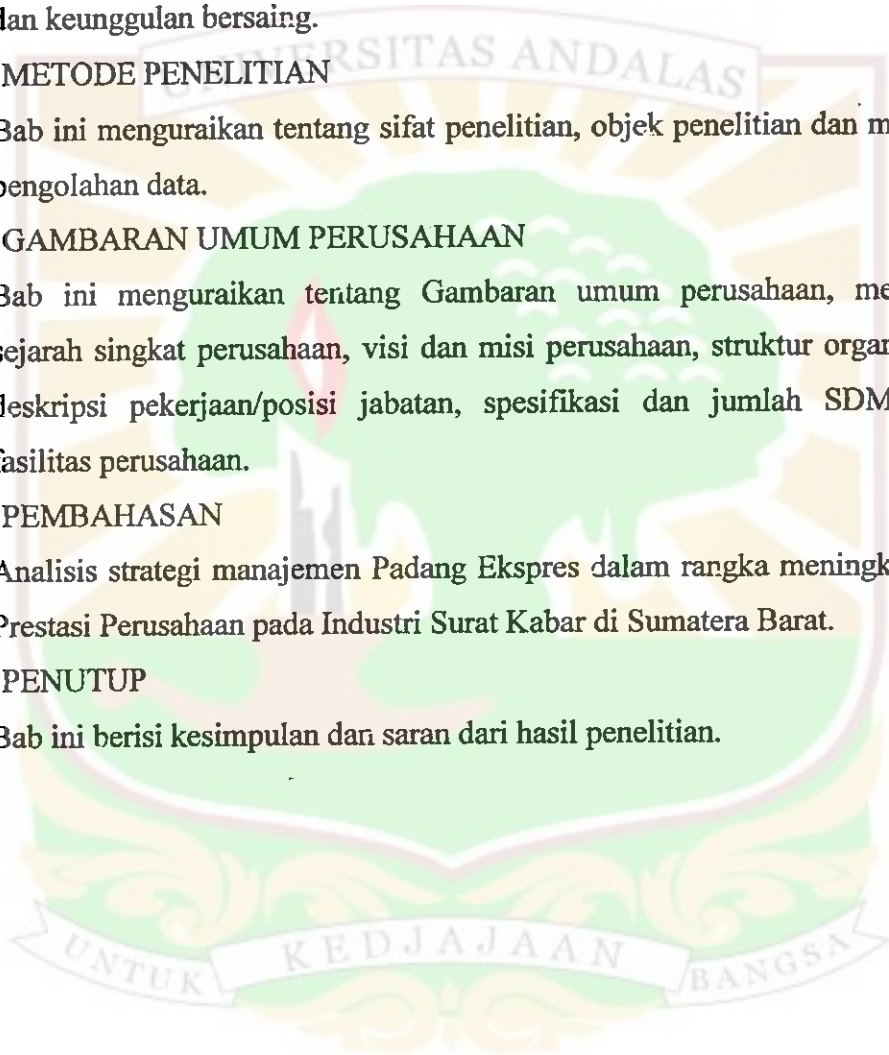 dan keunggulan bersaing.
UNIVERSITAS ANDALAS
METODE PENELITIAN
Bab ini menguraikan tentang sifat penelitian, objek penelitian dan
pengolahan data.
GAMBARAN UMUM PERUSAHAAN
Bab ini menguraikan tentang Gambaran umum perusahaan,
sejarah singkat perusahaan, visi dan misi perusahaan, struktur
deskripsi pekerjaan/posisi jabatan, spesifikasi dan jumlah SDM
fasilitas perusahaan.
PEMBAHASAN
Analisis strategi manajemen Padang Ekspres dalam rangka
Prestasi Perusahaan pada Industri Surat Kabar di Sumatera Barat.
PENUTUP
Bab ini berisi kesimpulan dan saran dari hasil penelitian.
UNTUK KEDJAJAAN BANGSA